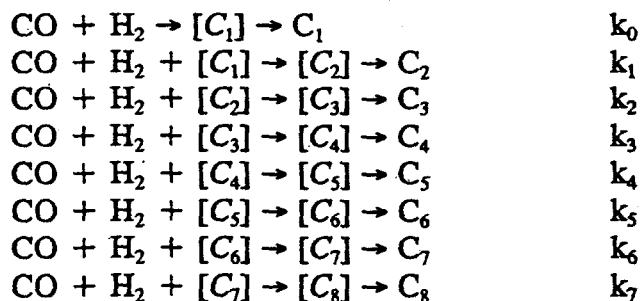 CO + H₂ → [C₁] → C₁ k₀
CO + H₂ + [C₁] → [C₂] → C₂ k₁
CO + H₂ + [C₂] → [C₃] → C₃ k₂
CO + H₂ + [C₃] → [C₄] → C₄ k₃
CO + H₂ + [C₄] → [C₅] → C₅ k₄
CO + H₂ + [C₅] → [C₆] → C₆ k₅
CO + H₂ + [C₆] → [C₇] → C₇ k₆
CO + H₂ + [C₇] → [C₈] → C₈ k₇